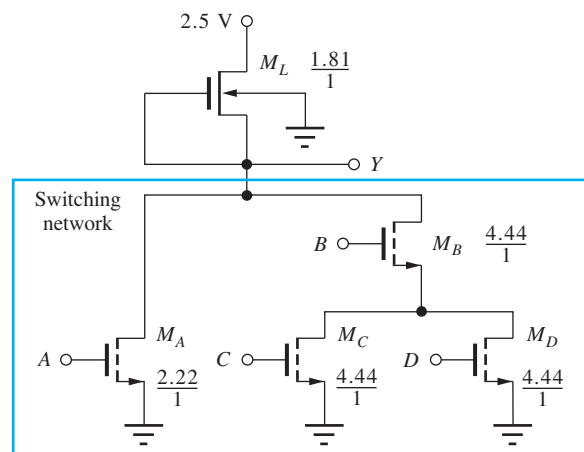 2.5 V
M_L 1.81/1
Y
Switching
network
B M_B 4.44/1
A M_A 2.22/1
C M_C 4.44/1
D M_D 4.44/1